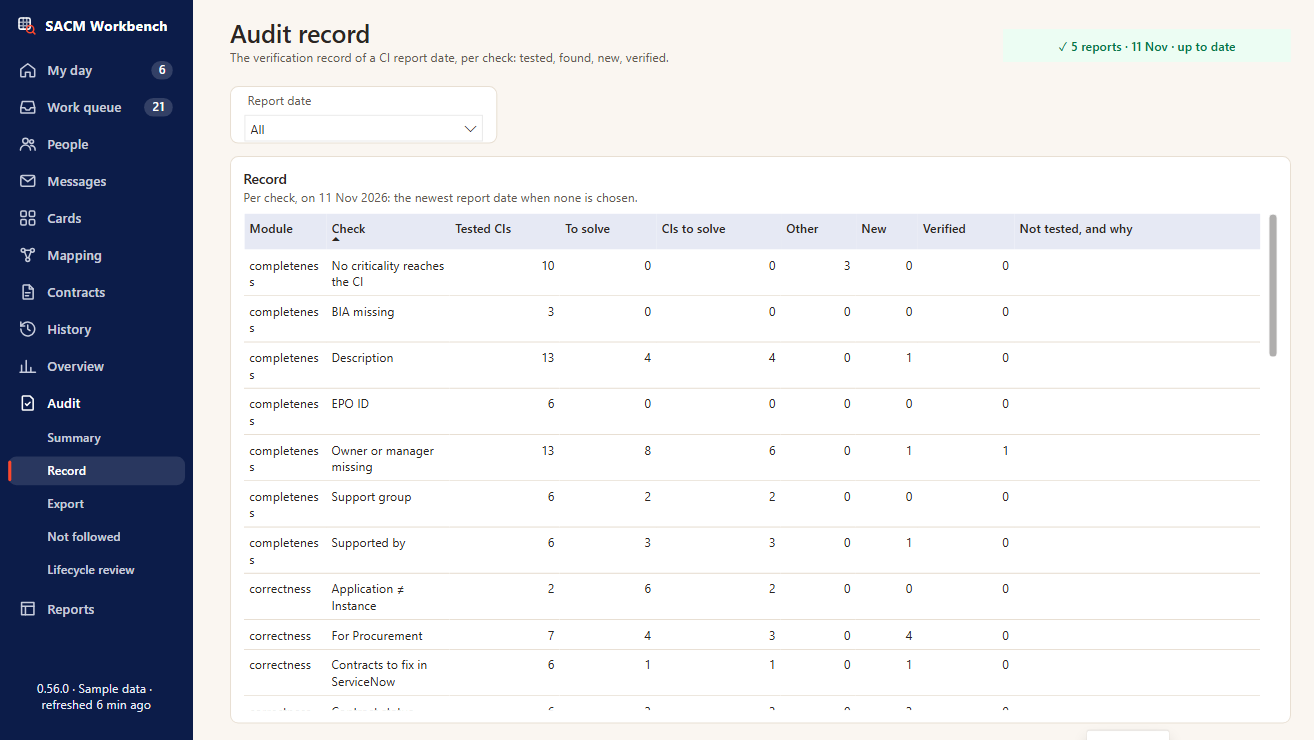 SACM Workbench
My day 6
Work queue 21
People
Messages
Cards
Mapping
Contracts
History
Overview
Audit
Summary
Record
Export
Not followed
Lifecycle review
Reports
0.56.0 · Sample data ·
refreshed 6 min ago
Audit record
The verification record of a CI report date, per check: tested, found, new, verified.
✓ 5 reports · 11 Nov · up to date
Report date
All
Record
Per check, on 11 Nov 2026: the newest report date when none is chosen.
Module Check Tested CIs To solve CIs to solve Other New Verified Not tested, and why
completenes No criticality reaches 10 0 0 3 0 0
s the CI
completenes BIA missing 3 0 0 0 0 0
s
completenes Description 13 4 4 0 1 0
s
completenes EPO ID 6 0 0 0 0 0
s
completenes Owner or manager 13 8 6 0 1 1
s missing
completenes Support group 6 2 2 0 0 0
s
completenes Supported by 6 3 3 0 1 0
s
correctness Application ≠ 2 6 2 0 0 0
Instance
correctness For Procurement 7 4 3 0 4 0
correctness Contracts to fix in 6 1 1 0 1 0
ServiceNow